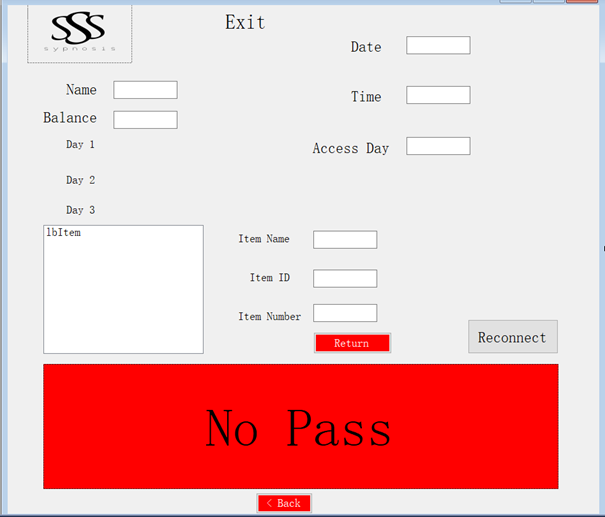 SSS
sypnosis
Exit
Date
Time
Access Day
Name
Balance
Day 1
Day 2
Day 3
lbItem
Item Name
Item ID
Item Number
Return
Reconnect
No Pass
< Back